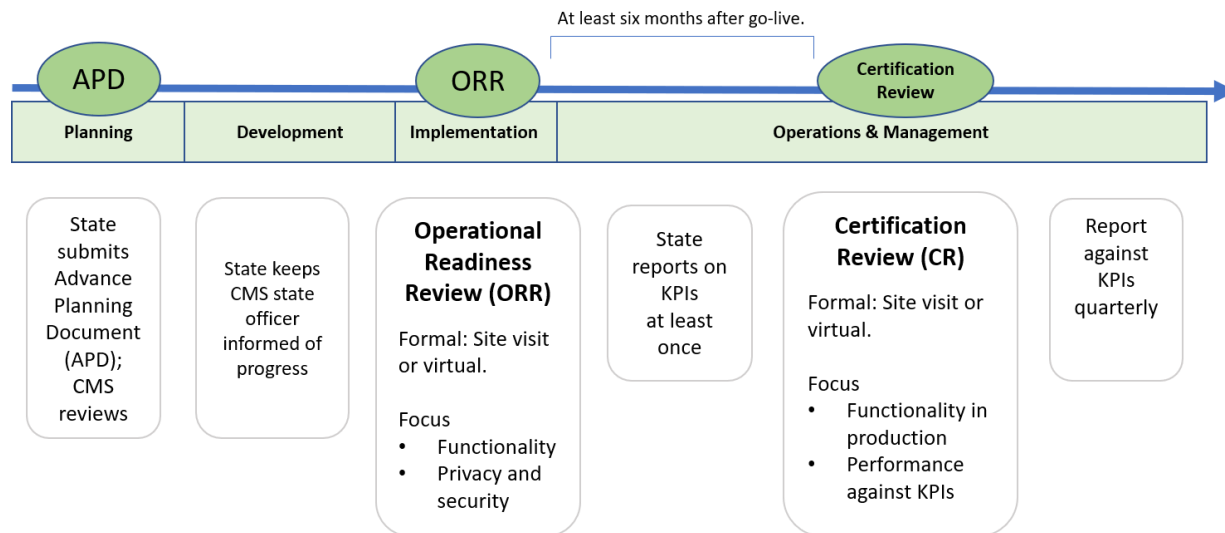 At least six months after go-live.
APD
ORR
Certification
Review
Planning
Development
Implementation
Operations & Management
State
submits
Advance
Planning
Document
(APD);
CMS
reviews
State keeps
CMS state
officer
informed of
progress
Operational
Readiness
Review (ORR)
Formal: Site visit
or virtual.
Focus
• Functionality
• Privacy and
security
State
reports on
KPIs
at least
once
Certification
Review (CR)
Formal: Site visit or
virtual.
Focus
• Functionality in
production
• Performance
against KPIs
Report
against
KPIs
quarterly